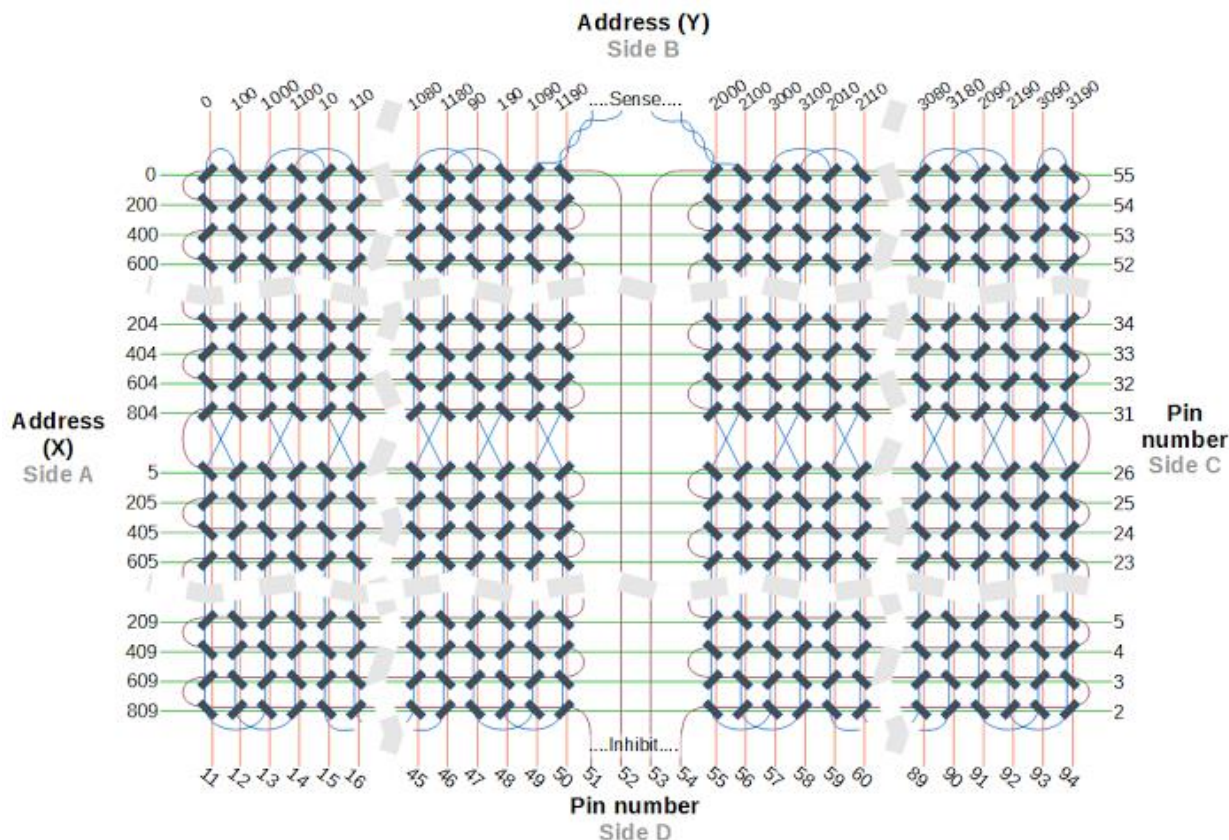 Address (Y)
Side B
0 100 1000 1100 10 110 1080 1180 90 190 1090 1190 ....Sense.... 2000 2100 3000 3100 2010 2110 3080 3180 2090 2190 3090 3190
0 55
200 54
400 53
600 52
204 34
404 33
604 32
804 31
Address
(X)
Side A
Pin
number
Side C
5 26
205 25
405 24
605 23
209 5
409 4
609 3
809 2
....Inhibit....
11 12 13 14 15 16 45 46 47 48 49 50 51 52 53 54 55 56 57 58 59 60 89 90 91 92 93 94
Pin number
Side D